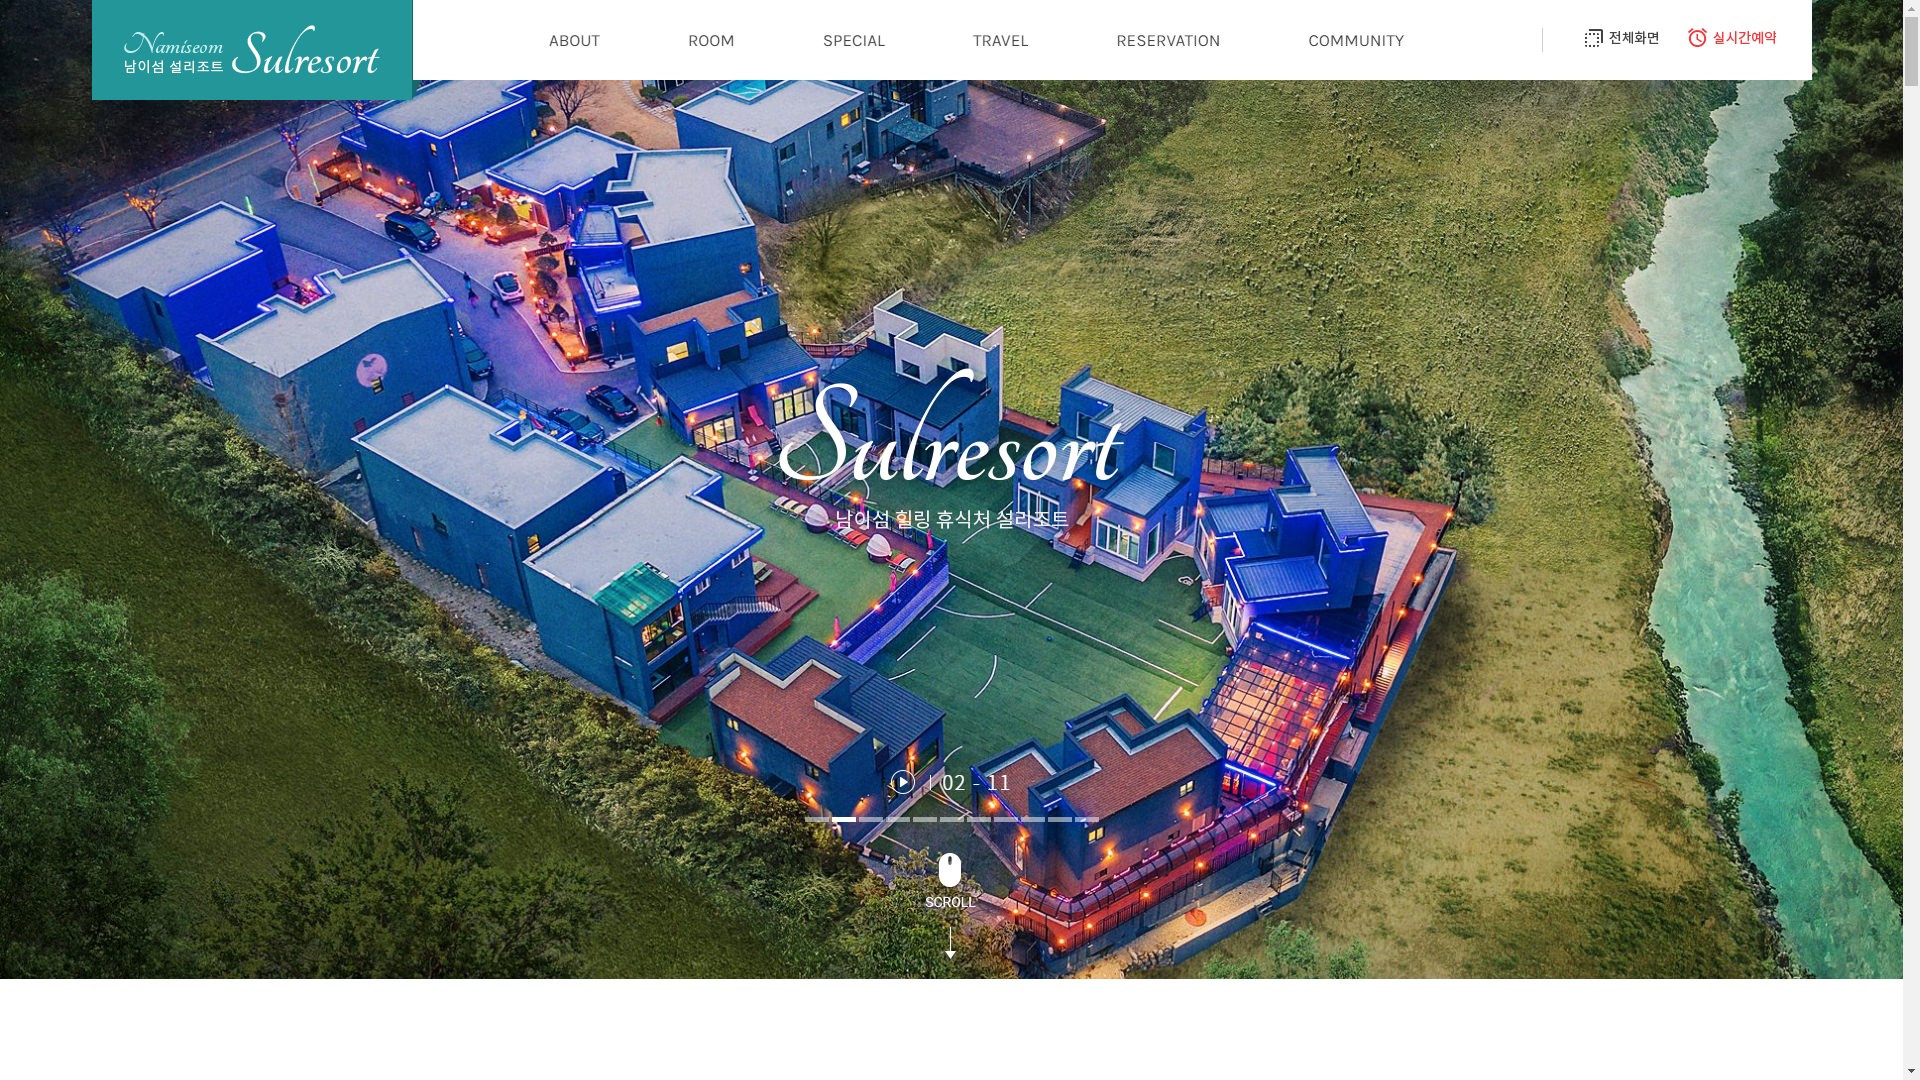 Namiseom
남이섬 설리조트
Sulresort
ABOUT
ROOM
SPECIAL
TRAVEL
RESERVATION
COMMUNITY
전체화면
실시간예약
Sulresort
남이섬 힐링 휴식처 설리조트
02 - 11
SCROLL